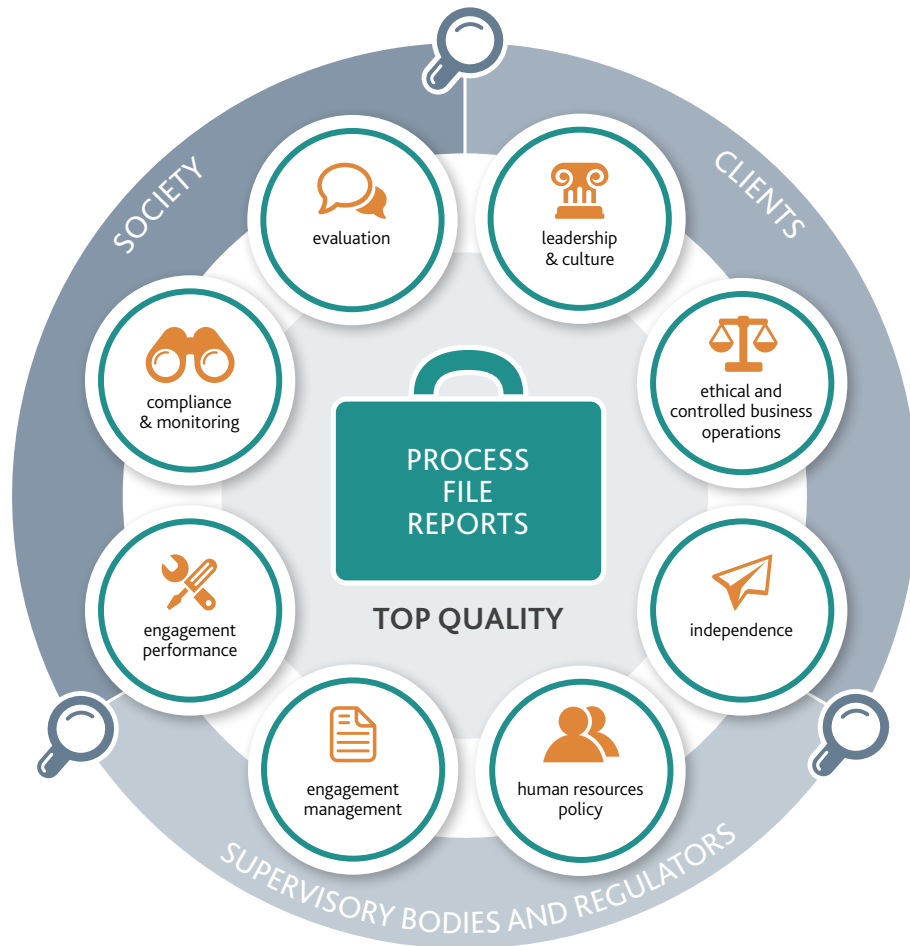 SOCIETY
CLIENTS
evaluation
leadership
& culture
compliance
& monitoring
ethical and
controlled business
operations
PROCESS
FILE
REPORTS
TOP QUALITY
engagement
performance
independence
engagement
management
human resources
policy
SUPERVISORY BODIES AND REGULATORS